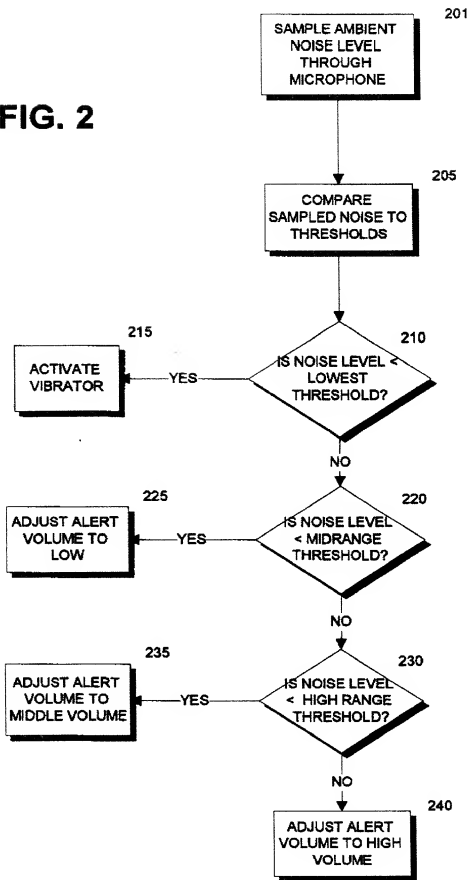 201
SAMPLE AMBIENT
NOISE LEVEL
THROUGH
MICROPHONE
FIG. 2
205
COMPARE
SAMPLED NOISE TO
THRESHOLDS
215
210
ACTIVATE
VIBRATOR
YES
IS NOISE LEVEL <
LOWEST
THRESHOLD?
NO
225
220
ADJUST ALERT
VOLUME TO
LOW
YES
IS NOISE LEVEL
< MIDRANGE
THRESHOLD?
NO
235
230
ADJUST ALERT
VOLUME TO
MIDDLE VOLUME
YES
IS NOISE LEVEL
< HIGH RANGE
THRESHOLD?
NO
240
ADJUST ALERT
VOLUME TO HIGH
VOLUME